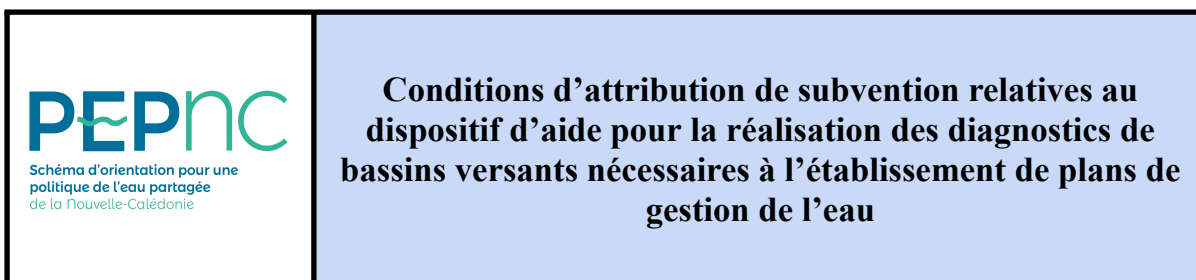 PEPNC
Schéma d'orientation pour une
politique de l'eau partagée
de la Nouvelle-Calédonie
Conditions d’attribution de subvention relatives au
dispositif d’aide pour la réalisation des diagnostics de
bassins versants nécessaires à l’établissement de plans de
gestion de l’eau